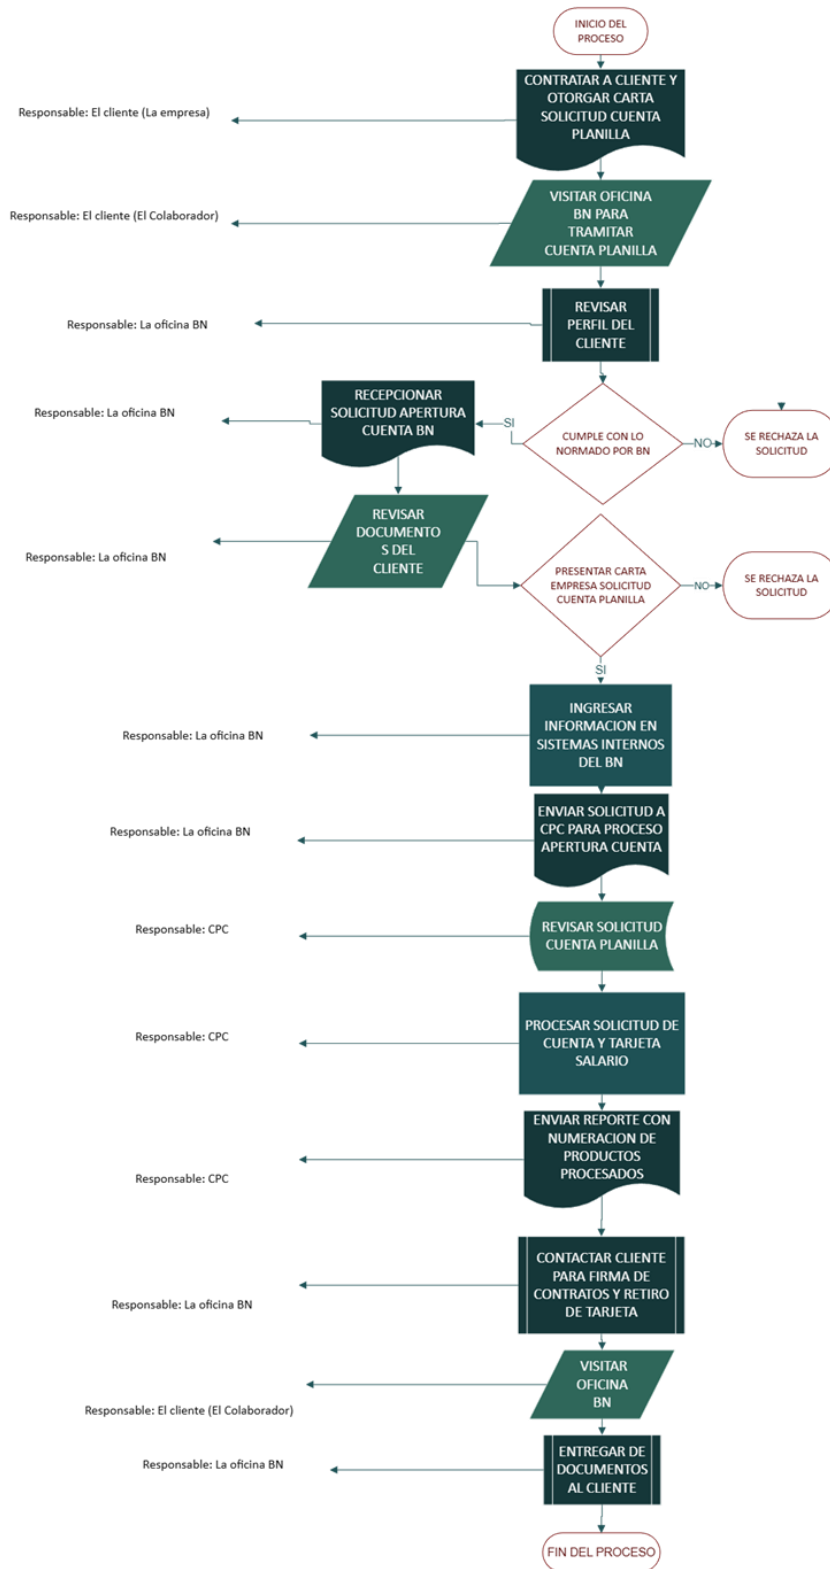 INICIO DEL
PROCESO
CONTRATAR A CLIENTE Y
OTORGAR CARTA
SOLICITUD CUENTA
PLANILLA
Responsable: El cliente (La empresa)
VISITAR OFICINA
BN PARA
TRAMITAR
CUENTA PLANILLA
Responsable: El cliente (El Colaborador)
REVISAR
PERFIL DEL
CLIENTE
Responsable: La oficina BN
RECEPCIONAR
SOLICITUD APERTURA
CUENTA BN
Responsable: La oficina BN
SI
CUMPLE CON LO
NORMADO POR BN
NO
SE RECHAZA LA
SOLICITUD
REVISAR
DOCUMENTO
S DEL
CLIENTE
Responsable: La oficina BN
PRESENTAR CARTA
EMPRESA SOLICITUD
CUENTA PLANILLA
NO
SE RECHAZA LA
SOLICITUD
SI
INGRESAR
INFORMACION EN
SISTEMAS INTERNOS
DEL BN
Responsable: La oficina BN
ENVIAR SOLICITUD A
CPC PARA PROCESO
APERTURA CUENTA
Responsable: La oficina BN
REVISAR SOLICITUD
CUENTA PLANILLA
Responsable: CPC
PROCESAR SOLICITUD DE
CUENTA Y TARJETA
SALARIO
Responsable: CPC
ENVIAR REPORTE CON
NUMERACION DE
PRODUCTOS
PROCESADOS
Responsable: CPC
CONTACTAR CLIENTE
PARA FIRMA DE
CONTRATOS Y RETIRO
DE TARJETA
Responsable: La oficina BN
VISITAR
OFICINA
BN
Responsable: El cliente (El Colaborador)
ENTREGAR DE
DOCUMENTOS
AL CLIENTE
Responsable: La oficina BN
FIN DEL PROCESO